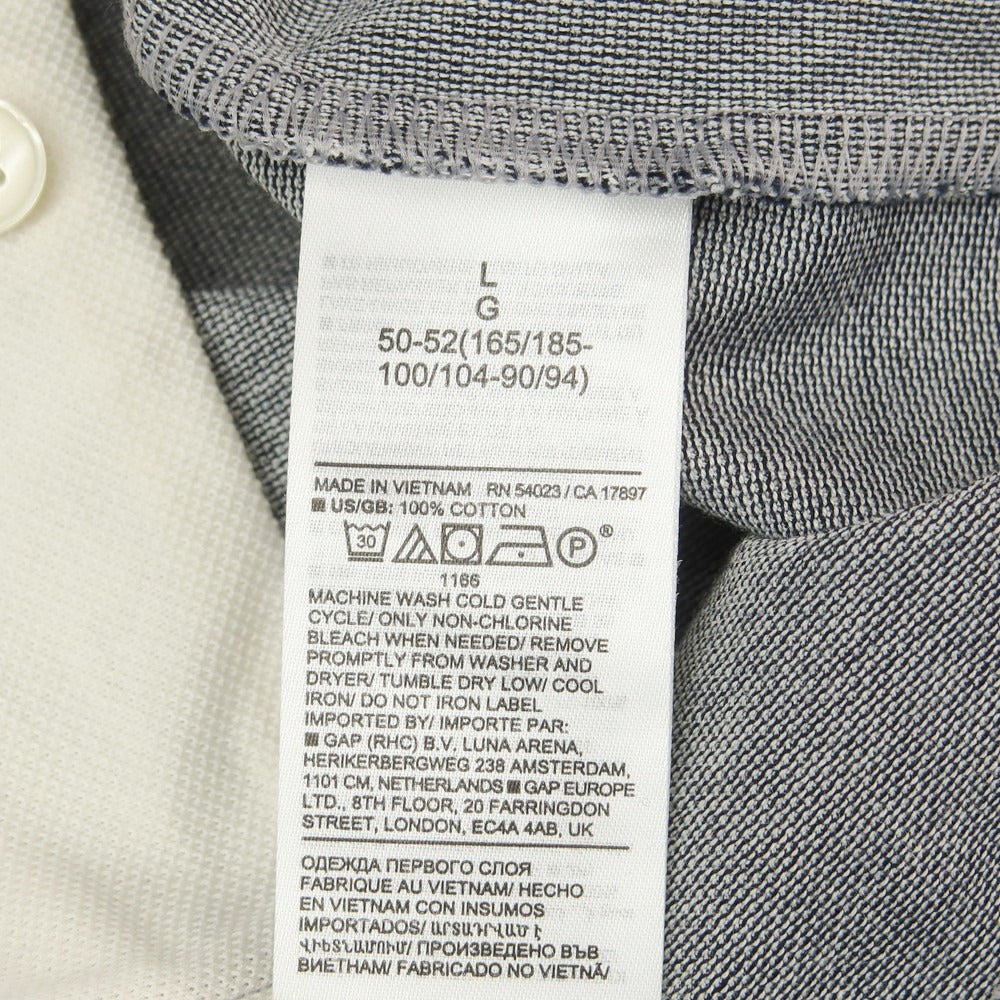 L
G
50-52(165/185-
100/104-90/94)
MADE IN VIETNAM RN 54023 / CA 17897
US/GB: 100% COTTON
30 P ®
1166
MACHINE WASH COLD GENTLE
CYCLE/ ONLY NON-CHLORINE
BLEACH WHEN NEEDED/ REMOVE
PROMPTLY FROM WASHER AND
DRYER/ TUMBLE DRY LOW/ COOL
IRON/ DO NOT IRON LABEL
IMPORTED BY/ IMPORTE PAR:
GAP (RHC) B.V. LUNA ARENA,
HERIKERBERGWEG 238 AMSTERDAM,
1101 CM, NETHERLANDS GAP EUROPE
LTD., 8TH FLOOR, 20 FARRINGDON
STREET, LONDON, EC4A 4AB, UK
ОДЕЖДА ПЕРВОГО СЛОЯ
FABRIQUE AU VIETNAM/ HECHO
EN VIETNAM CON INSUMOS
IMPORTADOS/ ԱՐՏԱԴՐՎԱԾ Է
ՎԻԵՏՆԱՄՈՒՄ/ ПРОИЗВЕДЕНО ВЪВ
ВИЕТНАМ/ FABRICADO NO VIETNÃ/